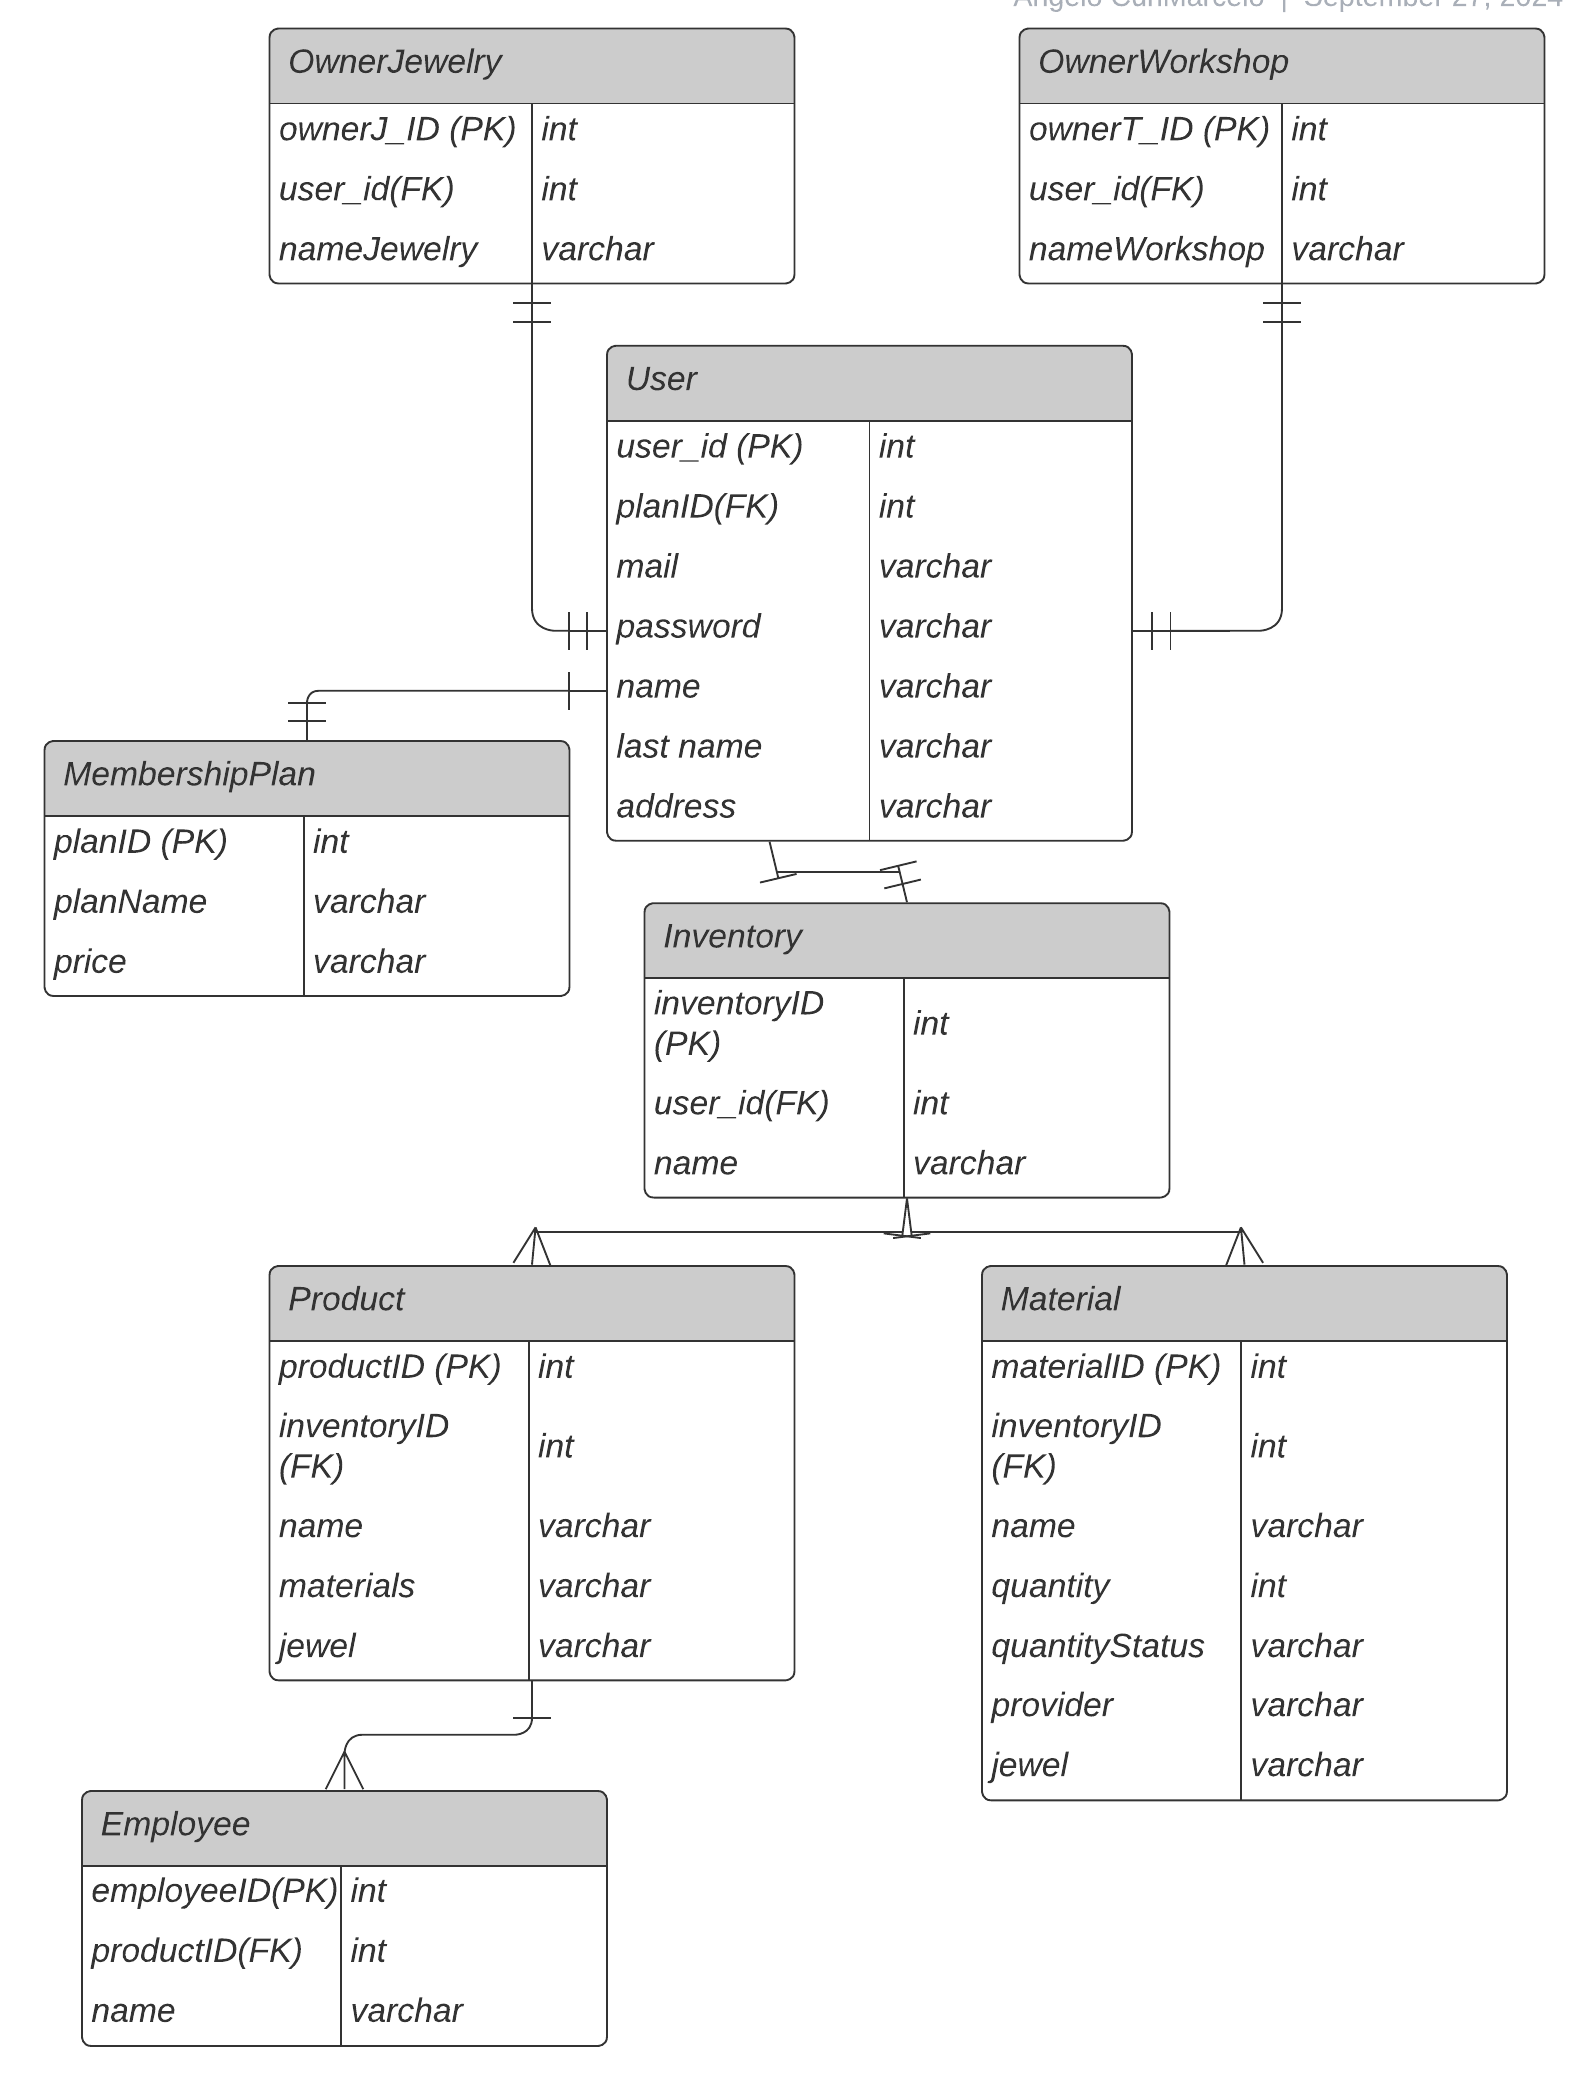 Angelo CuriMarcelo | September 27, 2024
OwnerJewelry
ownerJ_ID (PK) int
user_id(FK) int
nameJewelry varchar
OwnerWorkshop
ownerT_ID (PK) int
user_id(FK) int
nameWorkshop varchar
User
user_id (PK) int
planID(FK) int
mail varchar
password varchar
name varchar
last name varchar
address varchar
MembershipPlan
planID (PK) int
planName varchar
price varchar
Inventory
inventoryID
(PK) int
user_id(FK) int
name varchar
Product
productID (PK) int
inventoryID
(FK) int
name varchar
materials varchar
jewel varchar
Material
materialID (PK) int
inventoryID
(FK) int
name varchar
quantity int
quantityStatus varchar
provider varchar
jewel varchar
Employee
employeeID(PK) int
productID(FK) int
name varchar